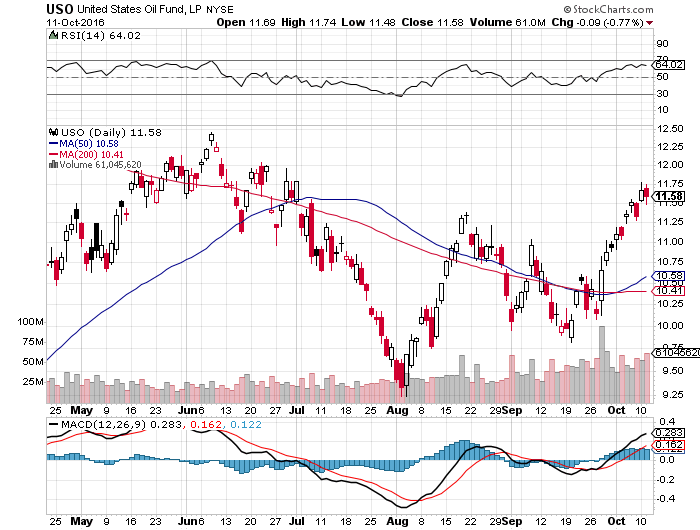 USO United States Oil Fund, LP NYSE © StockCharts.com
11-Oct-2016 Open 11.69 High 11.74 Low 11.48 Close 11.58 Volume 61.0M Chg -0.09 (-0.77%)
RSI(14) 64.02
90
70
64.02
50
30
10
USO (Daily) 11.58
MA(50) 10.58
MA(200) 10.41
Volume 61,045,620
12.50
12.25
12.00
11.75
11.58
11.25
11.00
10.75
10.58
10.41
10.25
10.00
9.75
9.50
9.25
100M
75M
50M
25M
61045620
25 May 9 16 23 Jun 6 13 20 27 Jul 11 18 25 Aug 8 15 22 29 Sep 12 19 26 Oct 10
MACD(12,26,9) 0.283, 0.162, 0.122
0.4
0.283
0.162
0.122
0.0
-0.2
-0.4
25 May 9 16 23 Jun 6 13 20 27 Jul 11 18 25 Aug 8 15 22 29 Sep 12 19 26 Oct 10